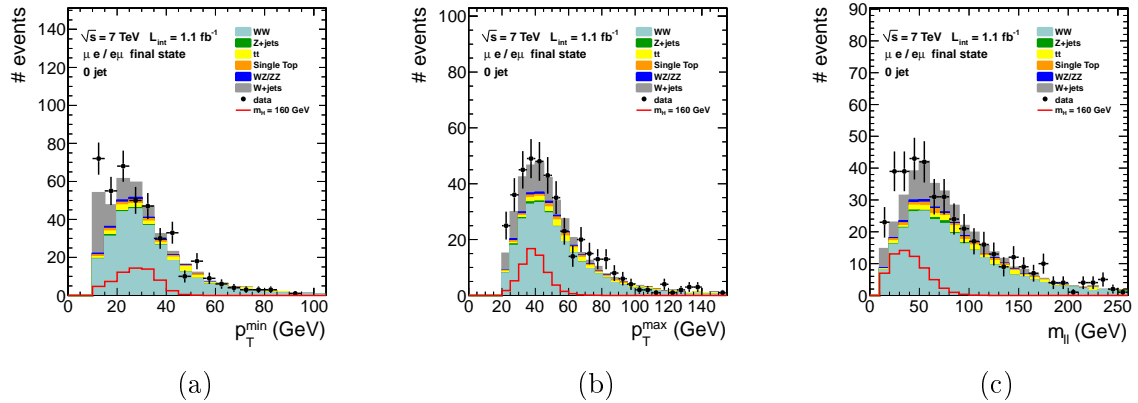 # events
140
120
100
80
60
40
20
0
√s = 7 TeV L_int = 1.1 fb⁻¹
μ e / eμ final state
0 jet
WW
Z+jets
tt
Single Top
WZ/ZZ
W+jets
data
m_H = 160 GeV
0 20 40 60 80 100
p_T^min (GeV)
(a)
# events
100
80
60
40
20
0
√s = 7 TeV L_int = 1.1 fb⁻¹
μ e / eμ final state
0 jet
WW
Z+jets
tt
Single Top
WZ/ZZ
W+jets
data
m_H = 160 GeV
0 20 40 60 80 100 120 140
p_T^max (GeV)
(b)
# events
90
80
70
60
50
40
30
20
10
0
√s = 7 TeV L_int = 1.1 fb⁻¹
μ e / eμ final state
0 jet
WW
Z+jets
tt
Single Top
WZ/ZZ
W+jets
data
m_H = 160 GeV
0 50 100 150 200 250
m_ll (GeV)
(c)